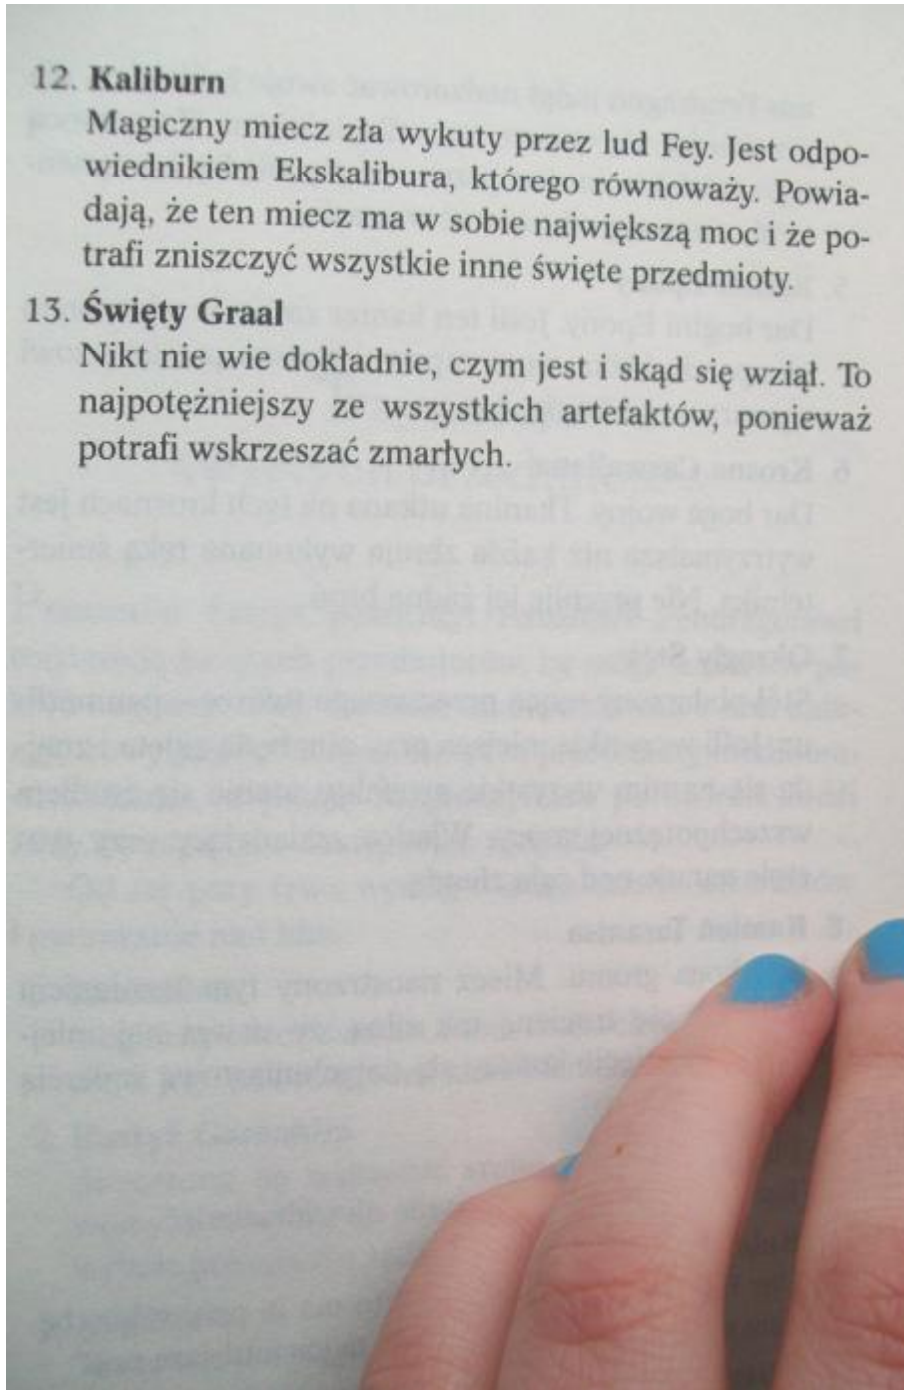 12. Kaliburn
Magiczny miecz zła wykuty przez lud Fey. Jest odpo-
wiednikiem Ekskalibura, którego równoważy. Powia-
dają, że ten miecz ma w sobie największą moc i że po-
trafi zniszczyć wszystkie inne święte przedmioty.
13. Święty Graal
Nikt nie wie dokładnie, czym jest i skąd się wziął. To
najpotężniejszy ze wszystkich artefaktów, ponieważ
potrafi wskrzeszać zmarłych.